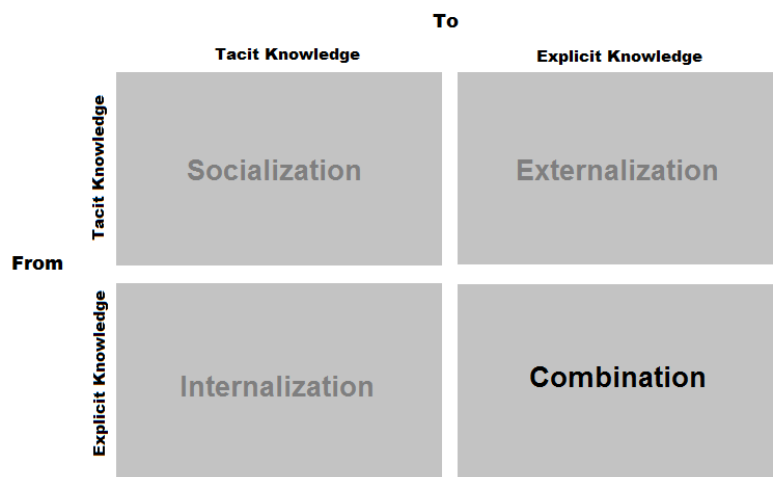 To
Tacit Knowledge
Explicit Knowledge
Tacit Knowledge
Socialization
Externalization
From
Explicit Knowledge
Internalization
Combination